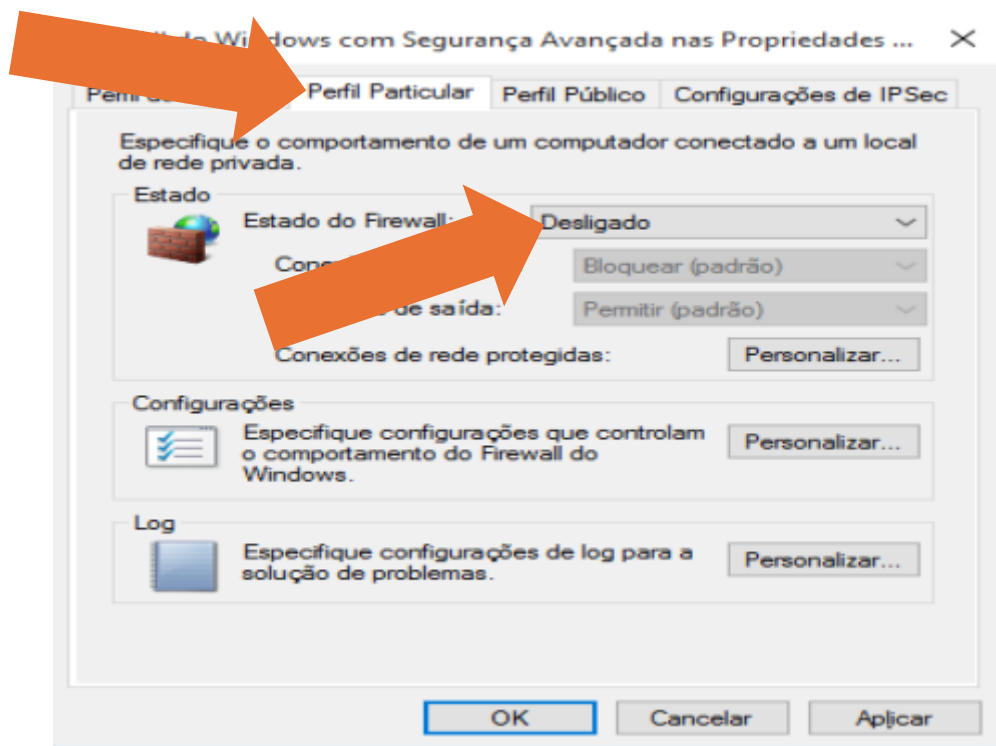 Windows com Segurança Avançada nas Propriedades ...
Perfil Particular
Perfil Público
Configurações de IPSec
Especifique o comportamento de um computador conectado a um local
de rede privada.
Estado
Estado do Firewall:
Desligado
Bloquear (padrão)
de saída:
Permitir (padrão)
Conexões de rede protegidas:
Personalizar...
Configurações
Especifique configurações que controlam
o comportamento do Firewall do
Windows.
Personalizar...
Log
Especifique configurações de log para a
solução de problemas.
Personalizar...
OK
Cancelar
Aplicar